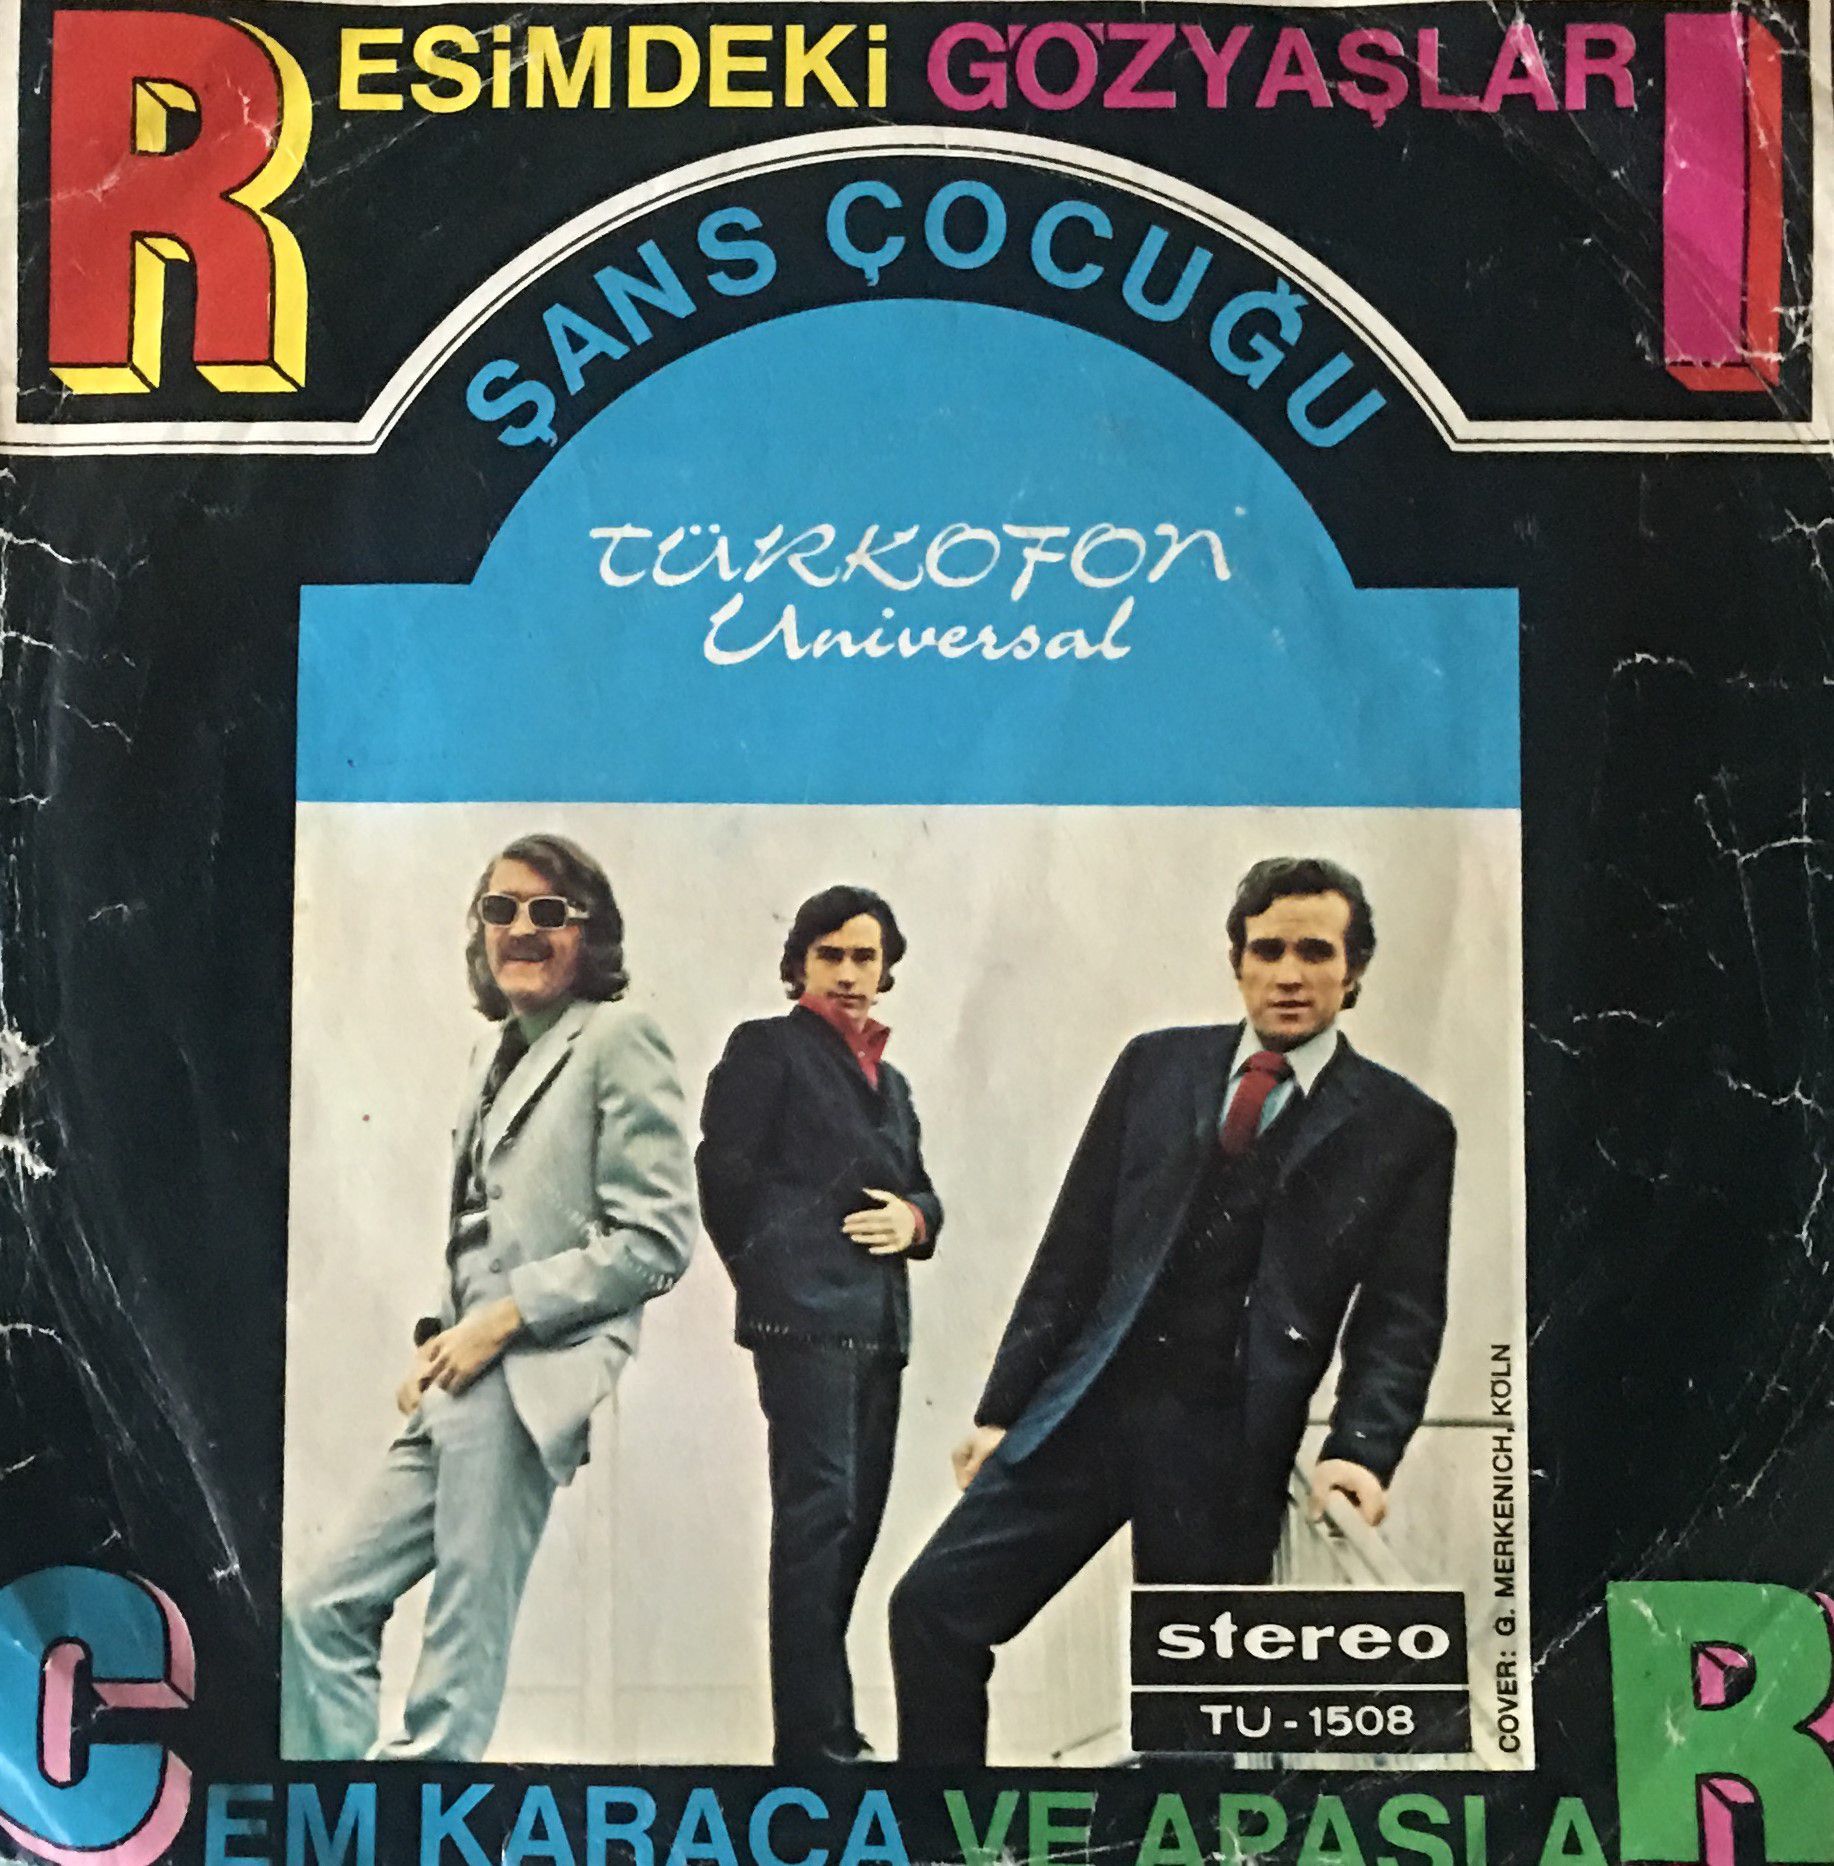 RESİMDEKİ GÖZYAŞLARI
ŞANS ÇOCUĞU
TÜRKOFON
Universal
COVER: G. MERKENICH, KÖLN
stereo
TU-1508
CEM KARACA VE APAŞLAR